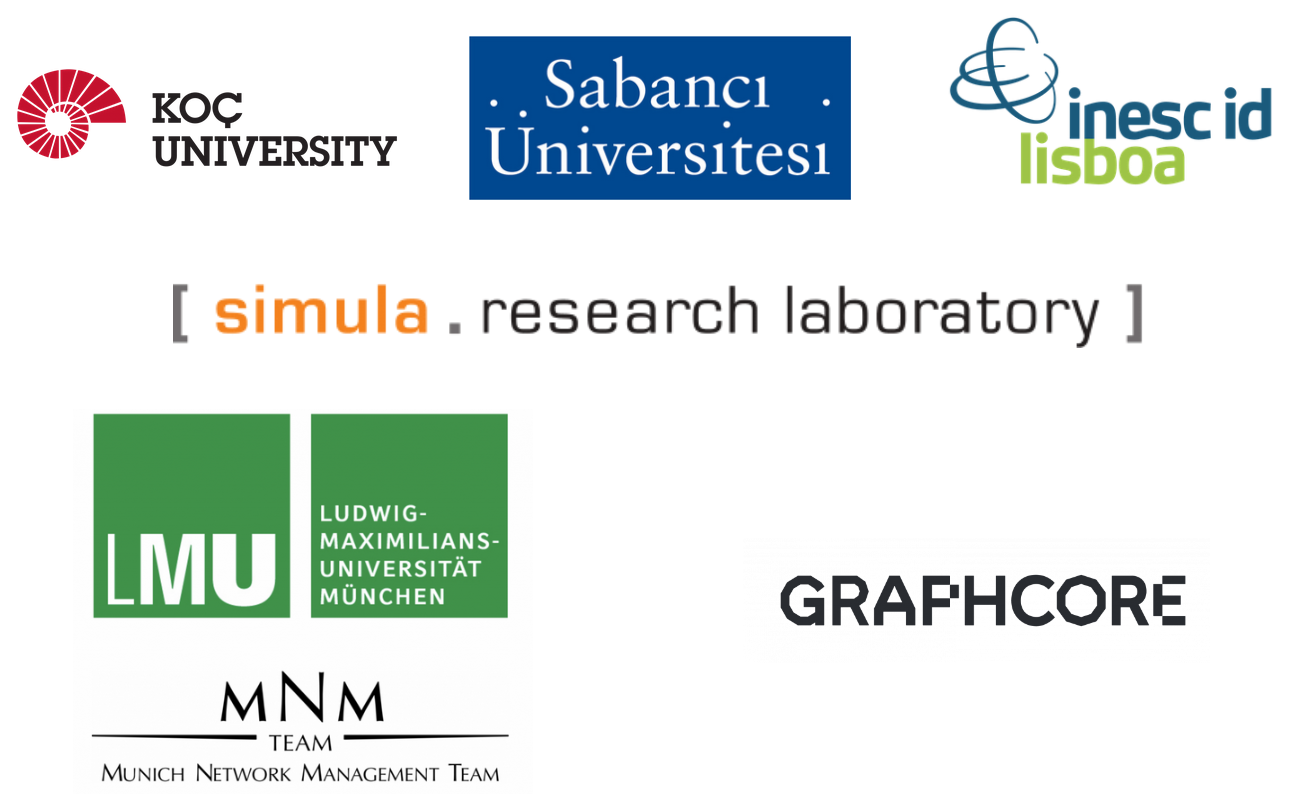 KOÇ
UNIVERSITY
Sabancı
Üniversitesi
inesc id
lisboa
[ simula . research laboratory ]
LMU
LUDWIG-
MAXIMILIANS-
UNIVERSITÄT
MÜNCHEN
GRAPHCORE
MNM
TEAM
MUNICH NETWORK MANAGEMENT TEAM